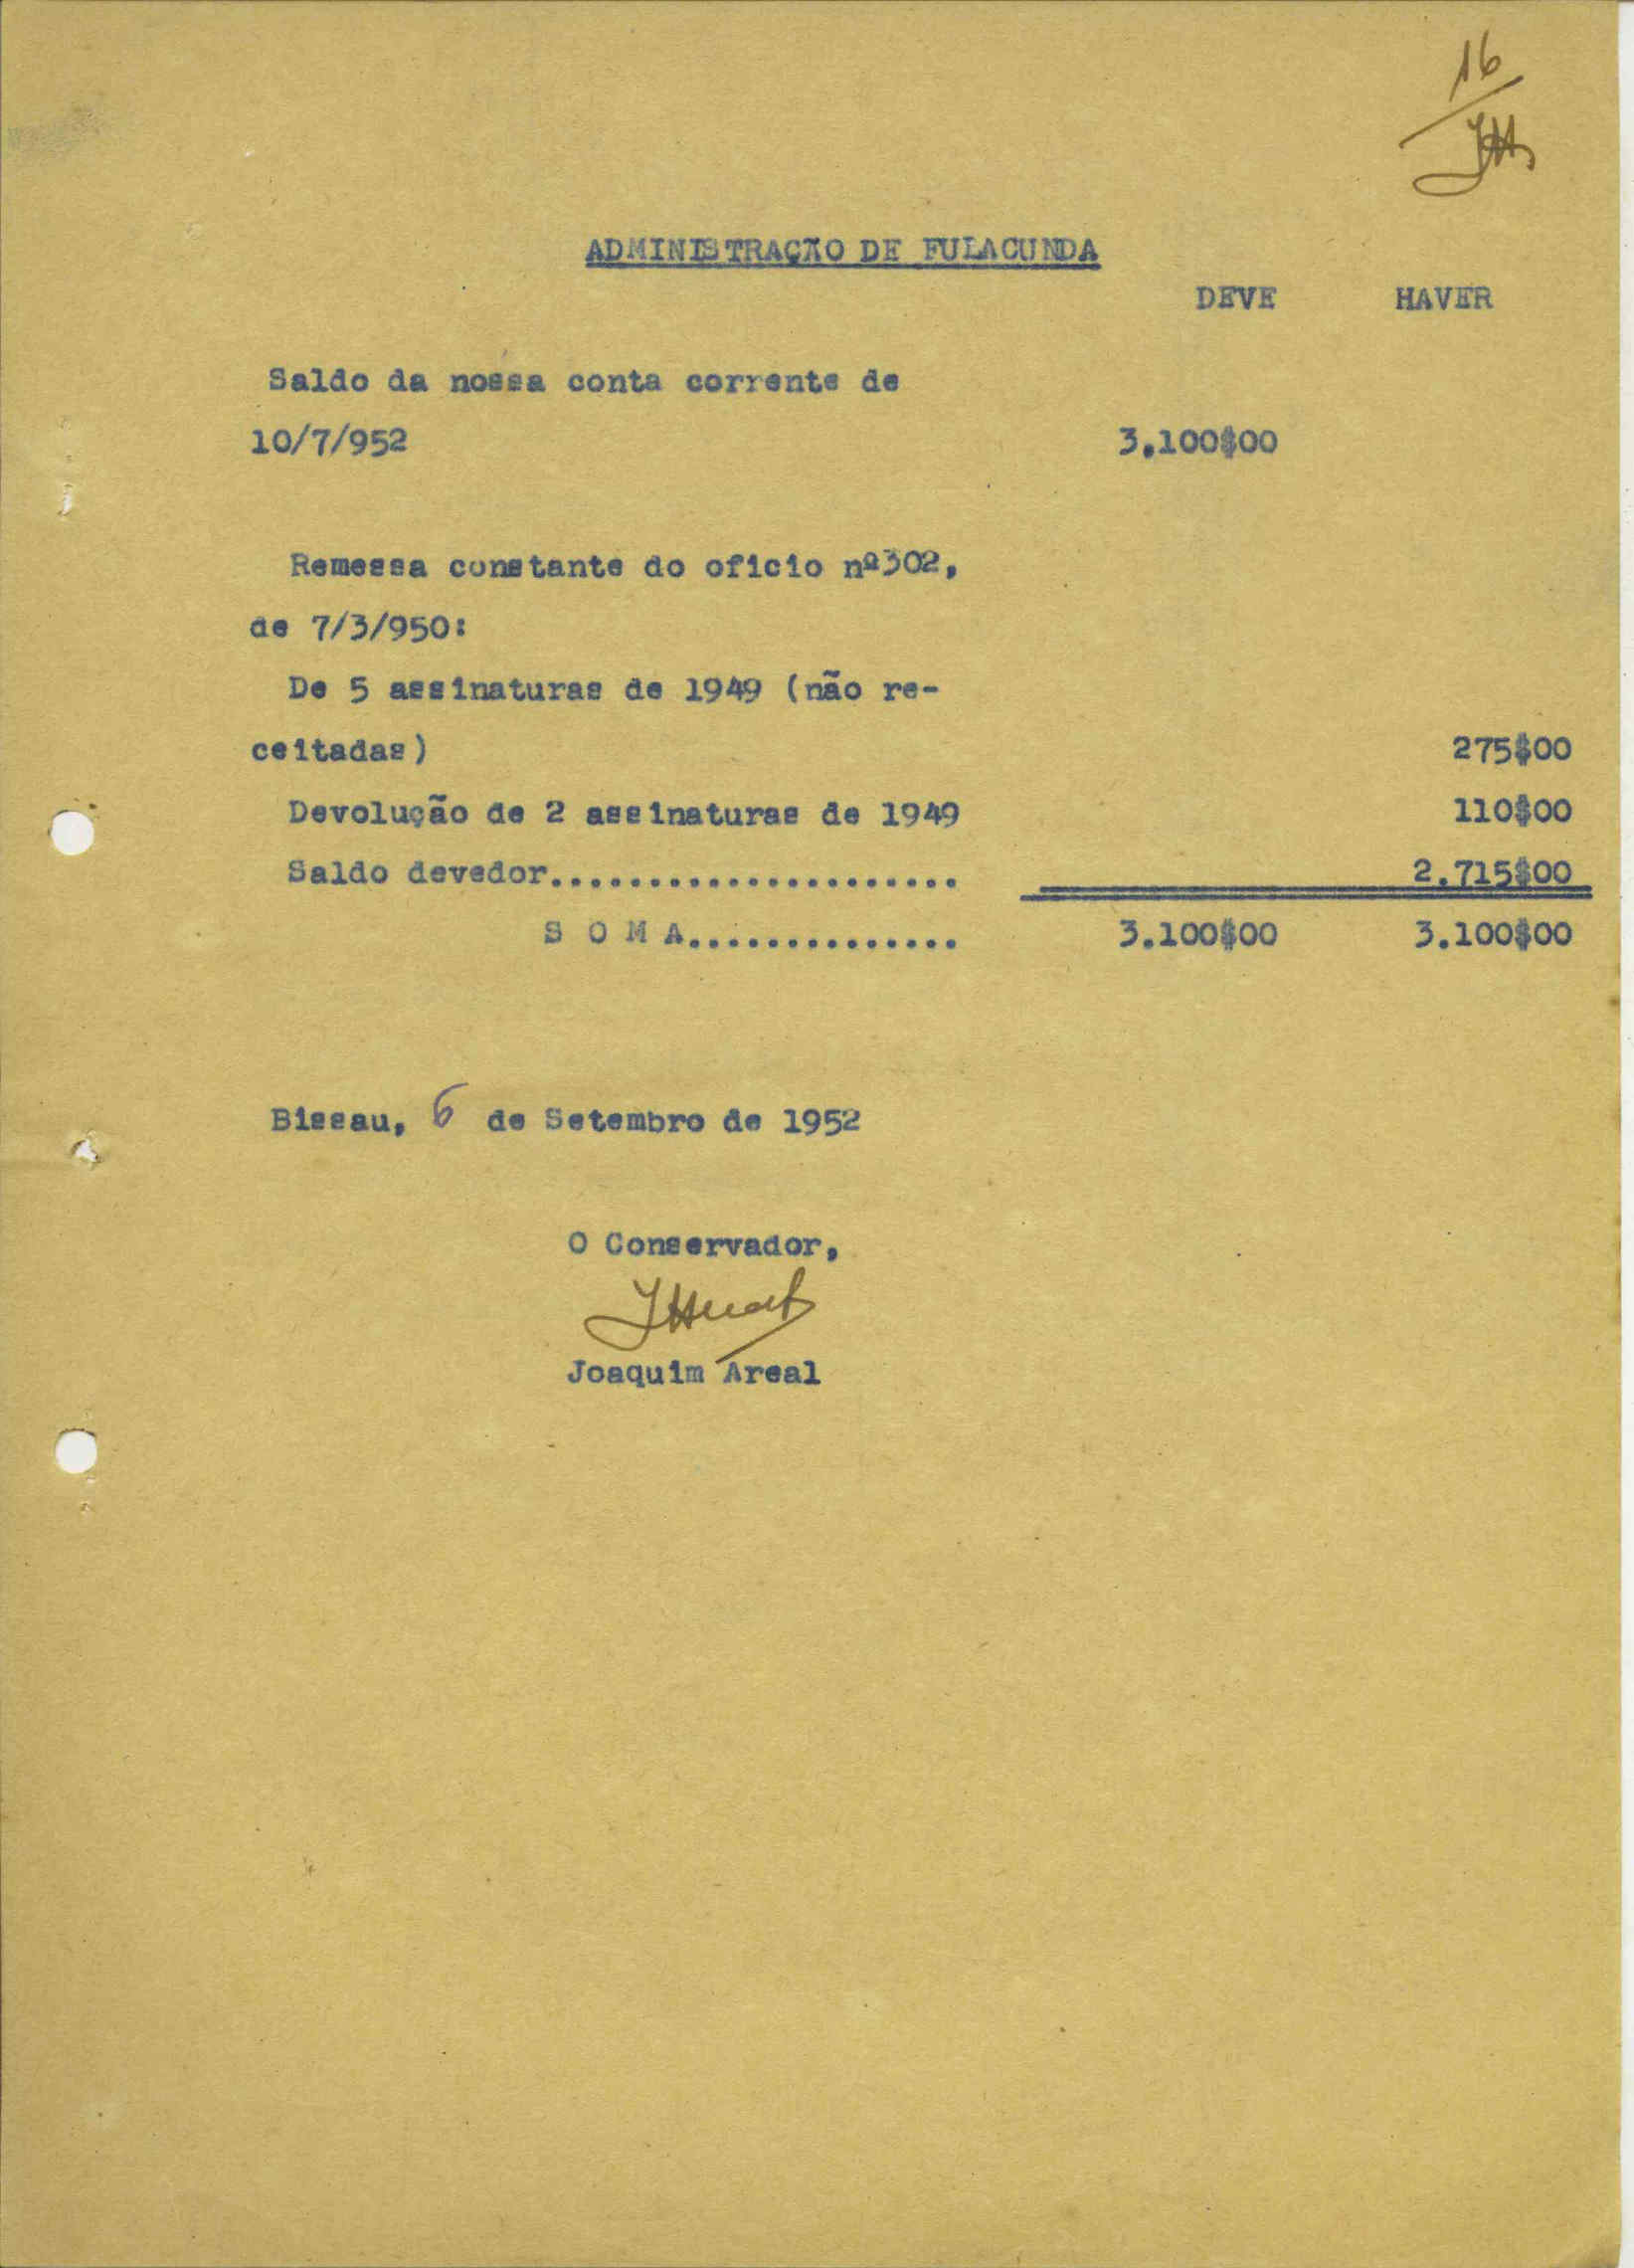 16
ADMINISTRAÇÃO DE FULACUNDA
DEVE HAVER
Saldo da nossa conta corrente de
10/7/952 3.100$00
Remessa constante do oficio nº302,
de 7/3/950:
De 5 assinaturas de 1949 (não re-
ceitadas) 275$00
Devolução de 2 assinaturas de 1949 110$00
Saldo devedor..................... 2.715$00
S O M A.............. 3.100$00 3.100$00
Bissau, 6 de Setembro de 1952
O Conservador,
Joaquim Areal